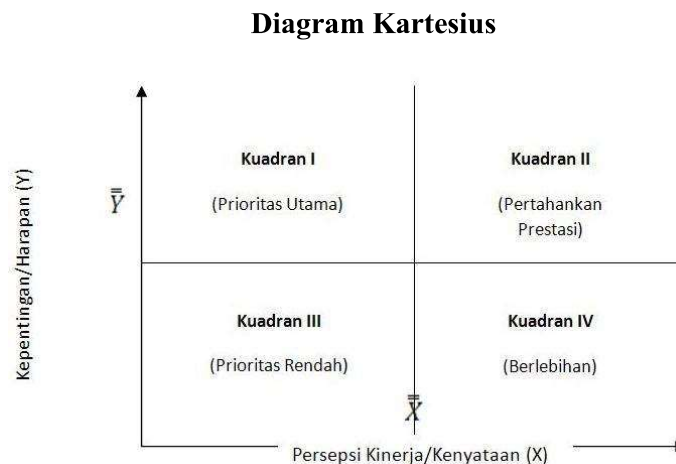 Diagram Kartesius
Kepentingan/Harapan (Y)
Kuadran I
(Prioritas Utama)
Kuadran II
(Pertahankan
Prestasi)
Y̿
Kuadran III
(Prioritas Rendah)
Kuadran IV
(Berlebihan)
X̿
Persepsi Kinerja/Kenyataan (X)